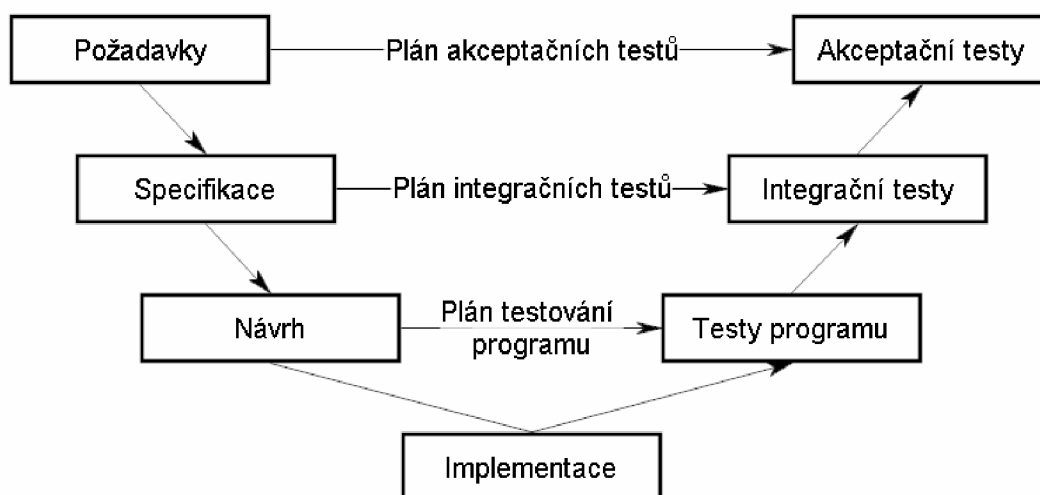 Požadavky
Plán akceptačních testů
Akceptační testy
Specifikace
Plán integračních testů
Integrační testy
Návrh
Plán testování
programu
Testy programu
Implementace